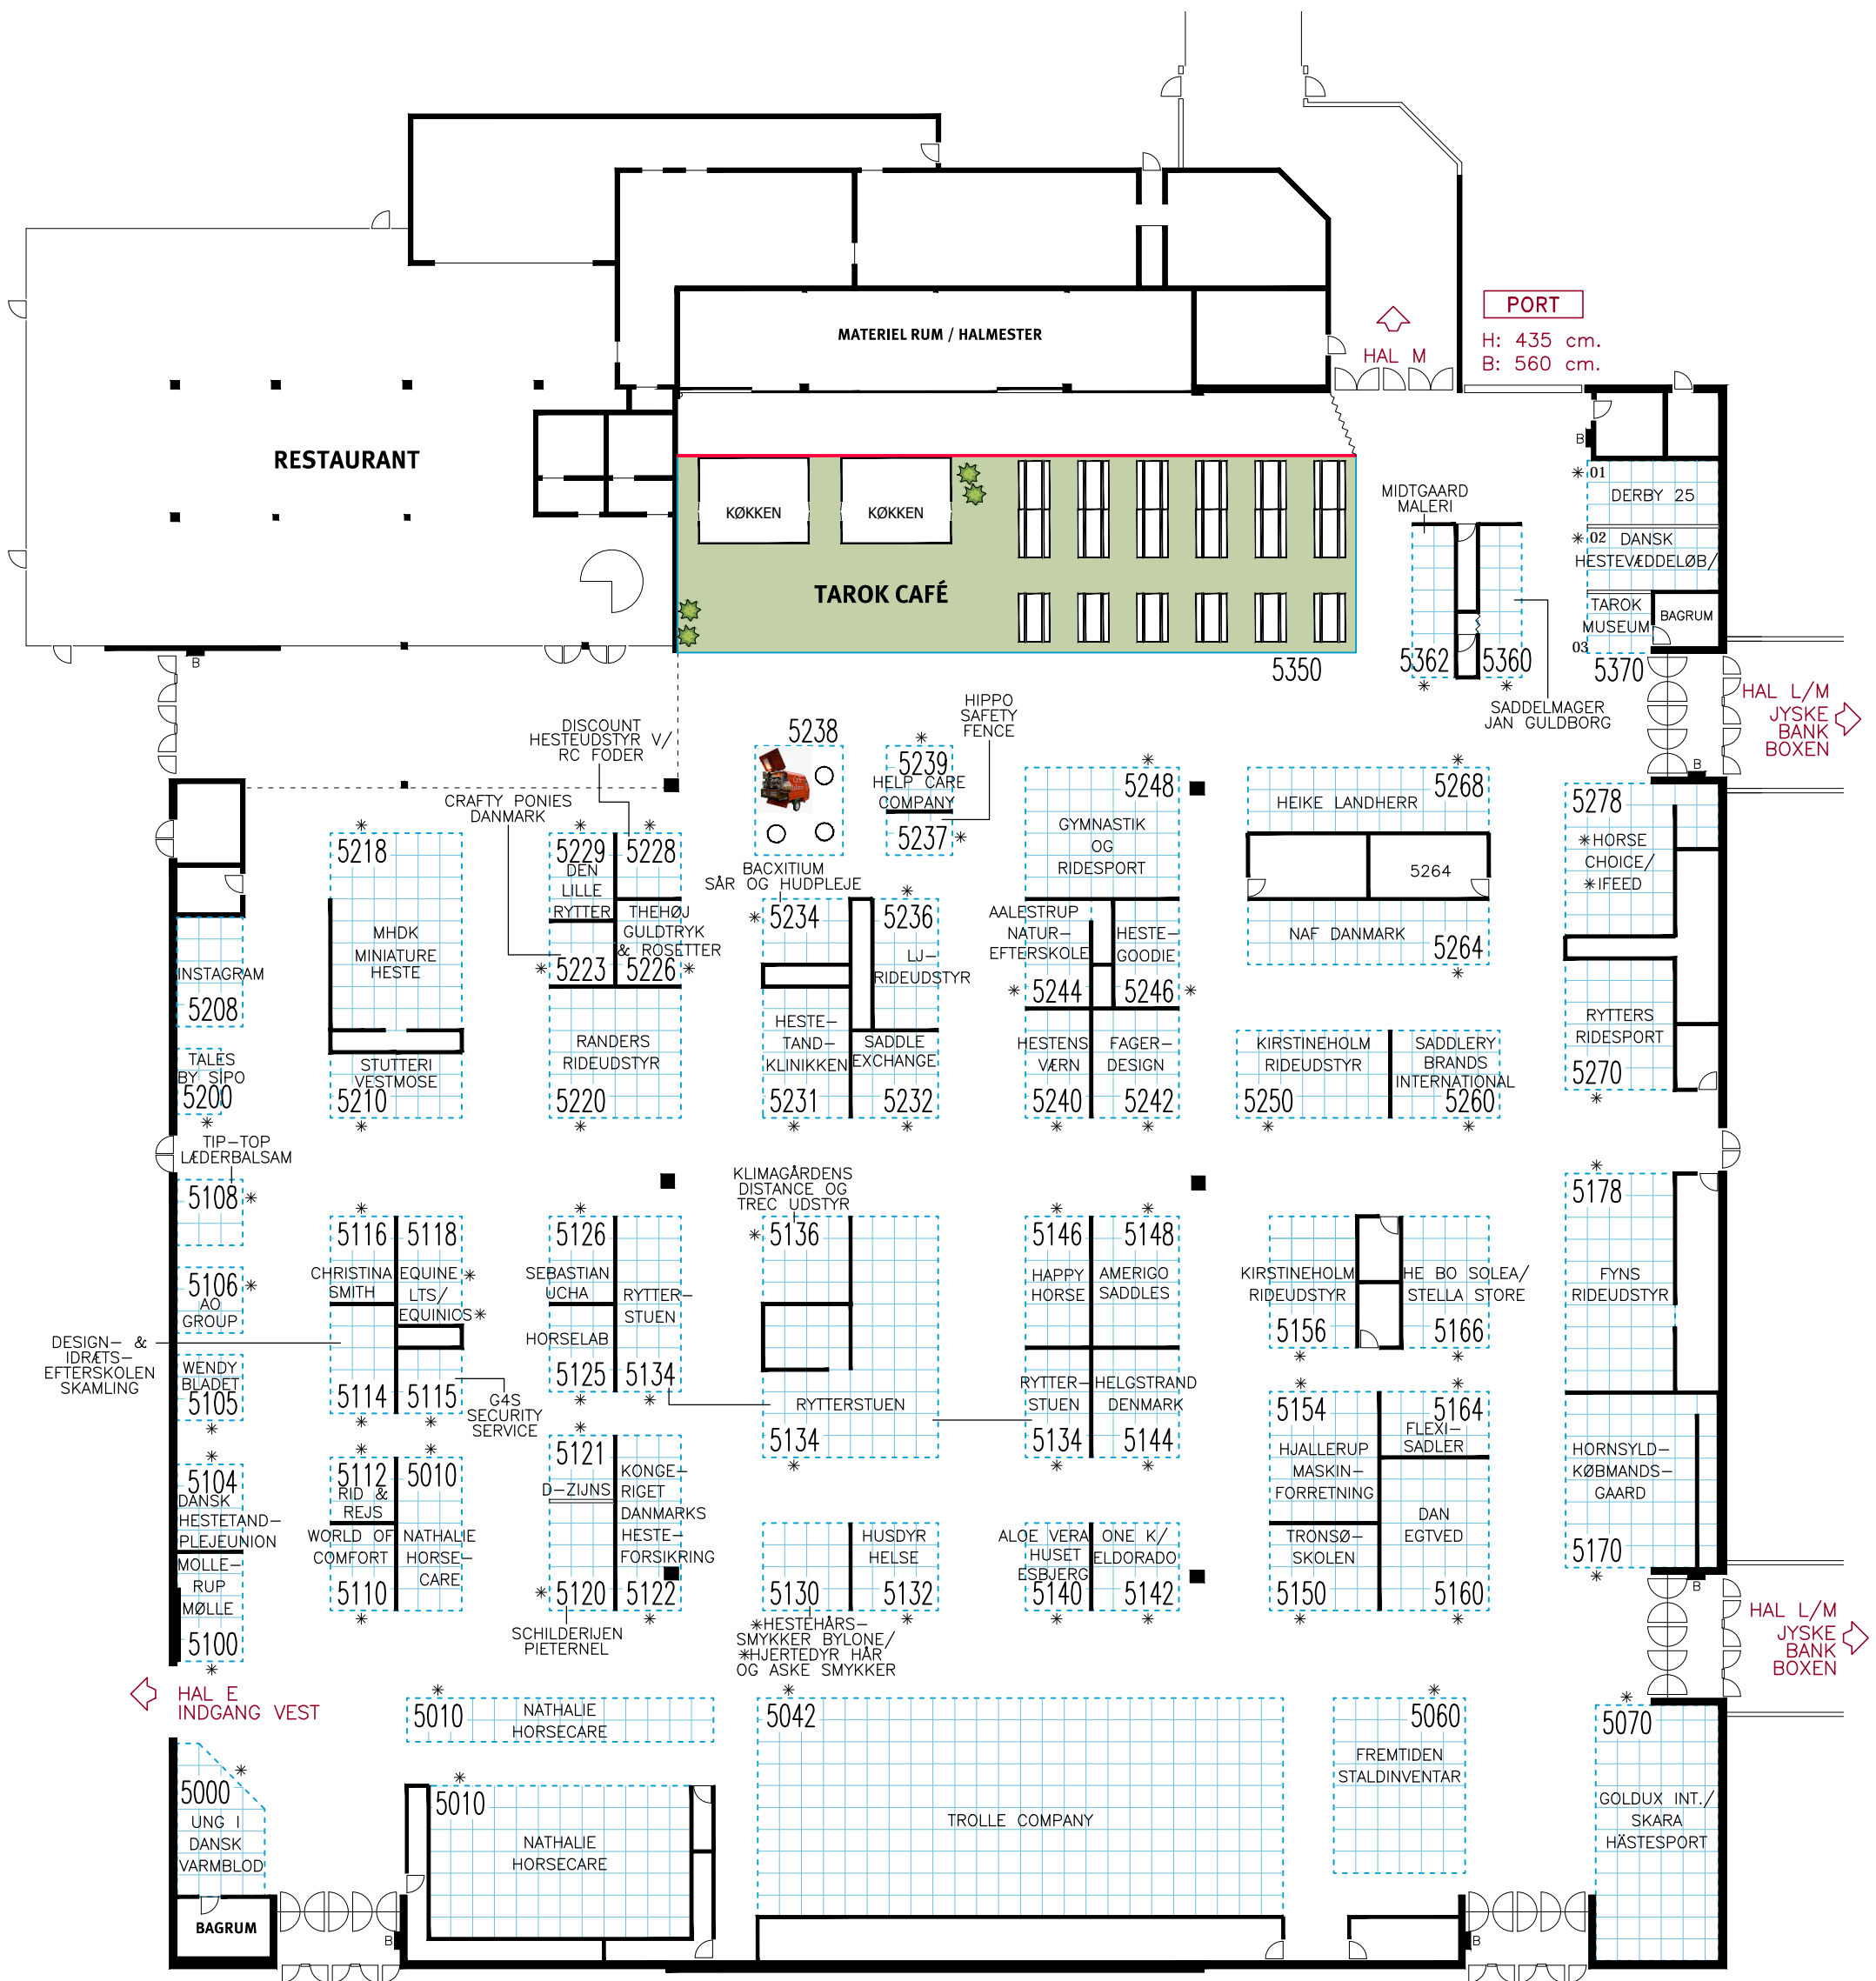 PORT
H: 435 cm.
B: 560 cm.
HAL M
MATERIEL RUM / HALMESTER
RESTAURANT
KØKKEN
KØKKEN
TAROK CAFÉ
5350
B
*01
DERBY 25
*02 DANSK
HESTEVÆDDELØB/
TAROK
MUSEUM
03
5370
BAGRUM
MIDTGAARD
MALERI
5362
*
5360
*
SADDELMAGER
JAN GULDBORG
HAL L/M
JYSKE
BANK
BOXEN
B
B
DISCOUNT
HESTEUDSTYR V/
RC FODER
CRAFTY PONIES
DANMARK
5238
HIPPO
SAFETY
FENCE
*
5239
HELP CARE
COMPANY
5237 *
*
5248
GYMNASTIK
OG
RIDESPORT
*
HEIKE LANDHERR
5268
5264
NAF DANMARK
5264
*
5278
*HORSE
CHOICE/
*IFEED
RYTTERS
RIDESPORT
5270
*
*
5218
MHDK
MINIATURE
HESTE
STUTTERI
VESTMOSE
5210
*
*
5229
DEN
LILLE
RYTTER
*
5228
THEHØJ
GULDTRYK
& ROSETTER
5226 *
* 5223
RANDERS
RIDEUDSTYR
5220
*
BACXITIUM
SÅR OG HUDPLEJE
* 5234
*
5236
LJ-
RIDEUDSTYR
HESTE-
TAND-
KLINIKKEN
5231
*
SADDLE
EXCHANGE
5232
*
AALESTRUP
NATUR-
EFTERSKOLE
* 5244
HESTE-
GOODIE
5246 *
HESTENS
VÆRN
5240
*
FAGER-
DESIGN
5242
*
KIRSTINEHOLM
RIDEUDSTYR
5250
*
SADDLERY
BRANDS
INTERNATIONAL
5260
*
INSTAGRAM
5208
TALES
BY SIPO
5200
*
TIP-TOP
LÆDERBALSAM
5108 *
5106 *
AO
GROUP
WENDY
BLADET
5105
*
DESIGN- &
IDRÆTS-
EFTERSKOLEN
SKAMLING
*
5104
DANSK
HESTETAND-
PLEJEUNION
MOLLE-
RUP
MØLLE
5100
*
*
5116
CHRISTINA
SMITH
5118
EQUINE *
LTS/
EQUINICS*
5114
*
5115
*
G4S
SECURITY
SERVICE
*
5112
RID &
REJS
WORLD OF
COMFORT
5110
*
*
5010
NATHALIE
HORSE-
CARE
*
5126
SEBASTIAN
UCHA
HORSELAB
5125
*
RYTTER-
STUEN
5134
*
*
5121
D-ZIJNS
* 5120
SCHILDERIJEN
PIETERNEL
KONGE-
RIGET
DANMARKS
HESTE-
FORSIKRING
5122
*
KLIMAGÅRDENS
DISTANCE OG
TREC UDSTYR
* 5136
RYTTERSTUEN
5134
*
5130
*HESTEHÅRS-
SMYKKER BYLONE/
*HJERTEDYR HÅR
OG ASKE SMYKKER
HUSDYR
HELSE
5132
*
*
5146
HAPPY
HORSE
*
5148
AMERIGO
SADDLES
RYTTER-
STUEN
5134
*
HELGSTRAND
DENMARK
5144
*
ALOE VERA
HUSET
ESBJERG
5140
*
ONE K/
ELDORADO
5142
*
KIRSTINEHOLM
RIDEUDSTYR
5156
*
HE BO SOLEA/
STELLA STORE
5166
*
*
5154
HJALLERUP
MASKIN-
FORRETNING
*
5164
FLEXI-
SADLER
TRONSØ-
SKOLEN
5150
*
DAN
EGTVED
5160
*
*
5178
FYNS
RIDEUDSTYR
HORNSYLD-
KØBMANDS-
GAARD
5170
*
B
HAL L/M
JYSKE
BANK
BOXEN
HAL E
INDGANG VEST
*
5000
UNG I
DANSK
VARMBLOD
BAGRUM
B
*
5010
NATHALIE
HORSECARE
*
5010
NATHALIE
HORSECARE
*
5042
TROLLE COMPANY
*
5060
FREMTIDEN
STALDINVENTAR
B
*
5070
GOLDUX INT./
SKARA
HÄSTESPORT